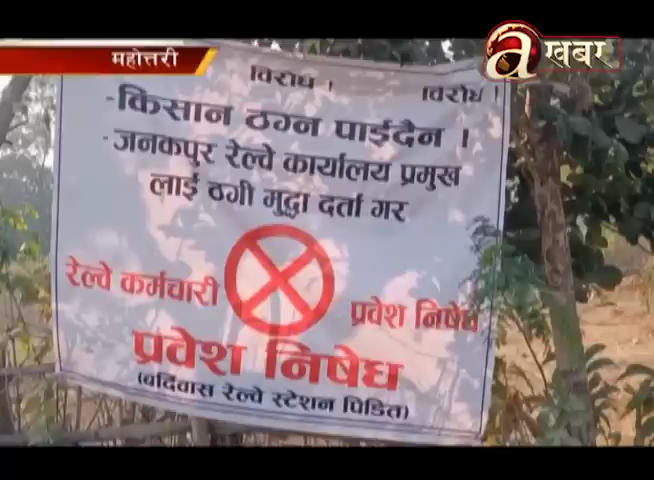 महोत्तरी
a खबर
विरोध ! विरोध !
-किसान ठग्न पाईदैन ।
-जनकपुर रेल्वे कार्यालय प्रमुख
लाई ठगी मुद्धा दर्ता गर
रेल्वे कर्मचारी प्रवेश निषेध
प्रवेश निषेध
(बर्दिवास रेल्वे स्टेशन पिडित)